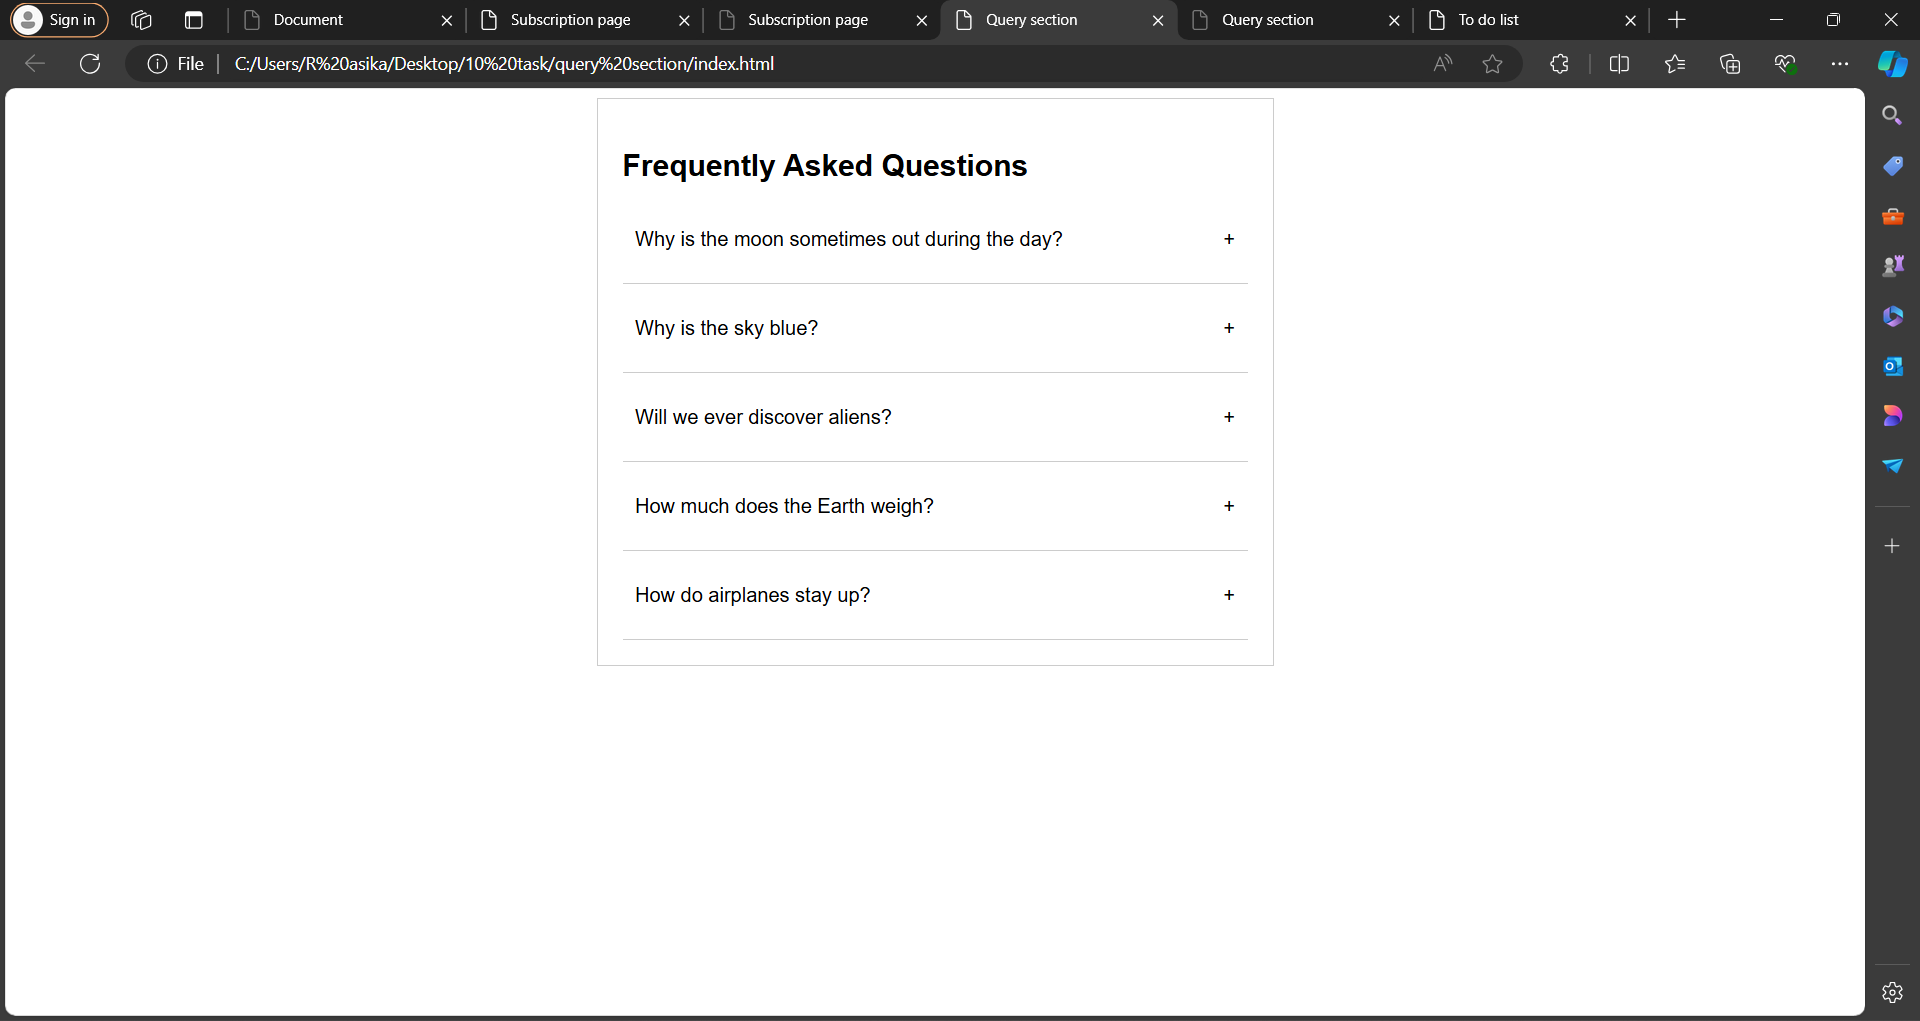 Sign in
Document
Subscription page
Subscription page
Query section
Query section
To do list
File
C:/Users/R%20asika/Desktop/10%20task/query%20section/index.html
Frequently Asked Questions
Why is the moon sometimes out during the day? +
Why is the sky blue? +
Will we ever discover aliens? +
How much does the Earth weigh? +
How do airplanes stay up? +